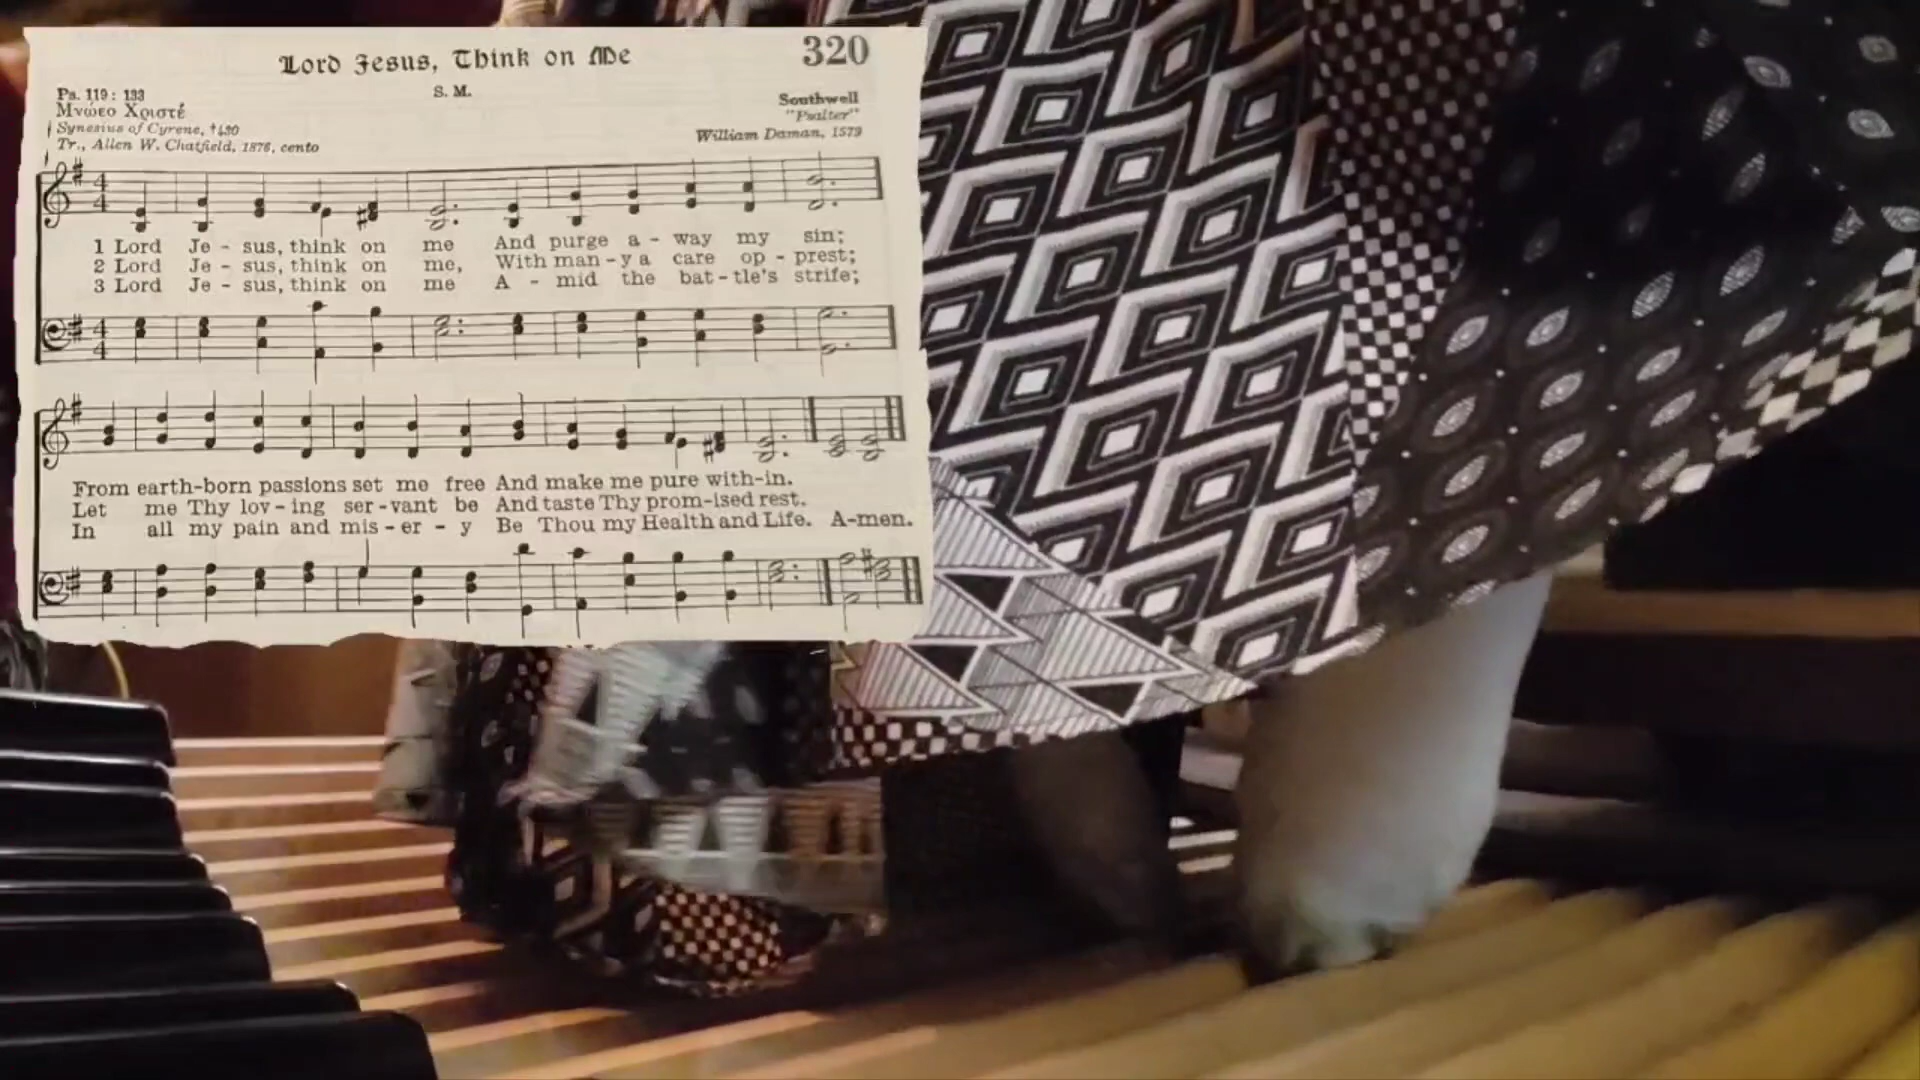 Lord Jesus, Think on Me
320
Ps. 119: 133
S. M.
Μνώεο Χριστέ
Southwell
"Psalter"
Synesius of Cyrene, †430
William Daman, 1579
Tr., Allen W. Chatfield, 1876, cento
4 4
1 Lord Je - sus, think on me And purge a - way my sin;
2 Lord Je - sus, think on me, With man - y a care op - prest;
3 Lord Je - sus, think on me A - mid the bat - tle's strife;
4 4
From earth-born passions set me free And make me pure with-in.
Let me Thy lov - ing ser - vant be And taste Thy prom-ised rest.
In all my pain and mis - er - y Be Thou my Health and Life. A-men.